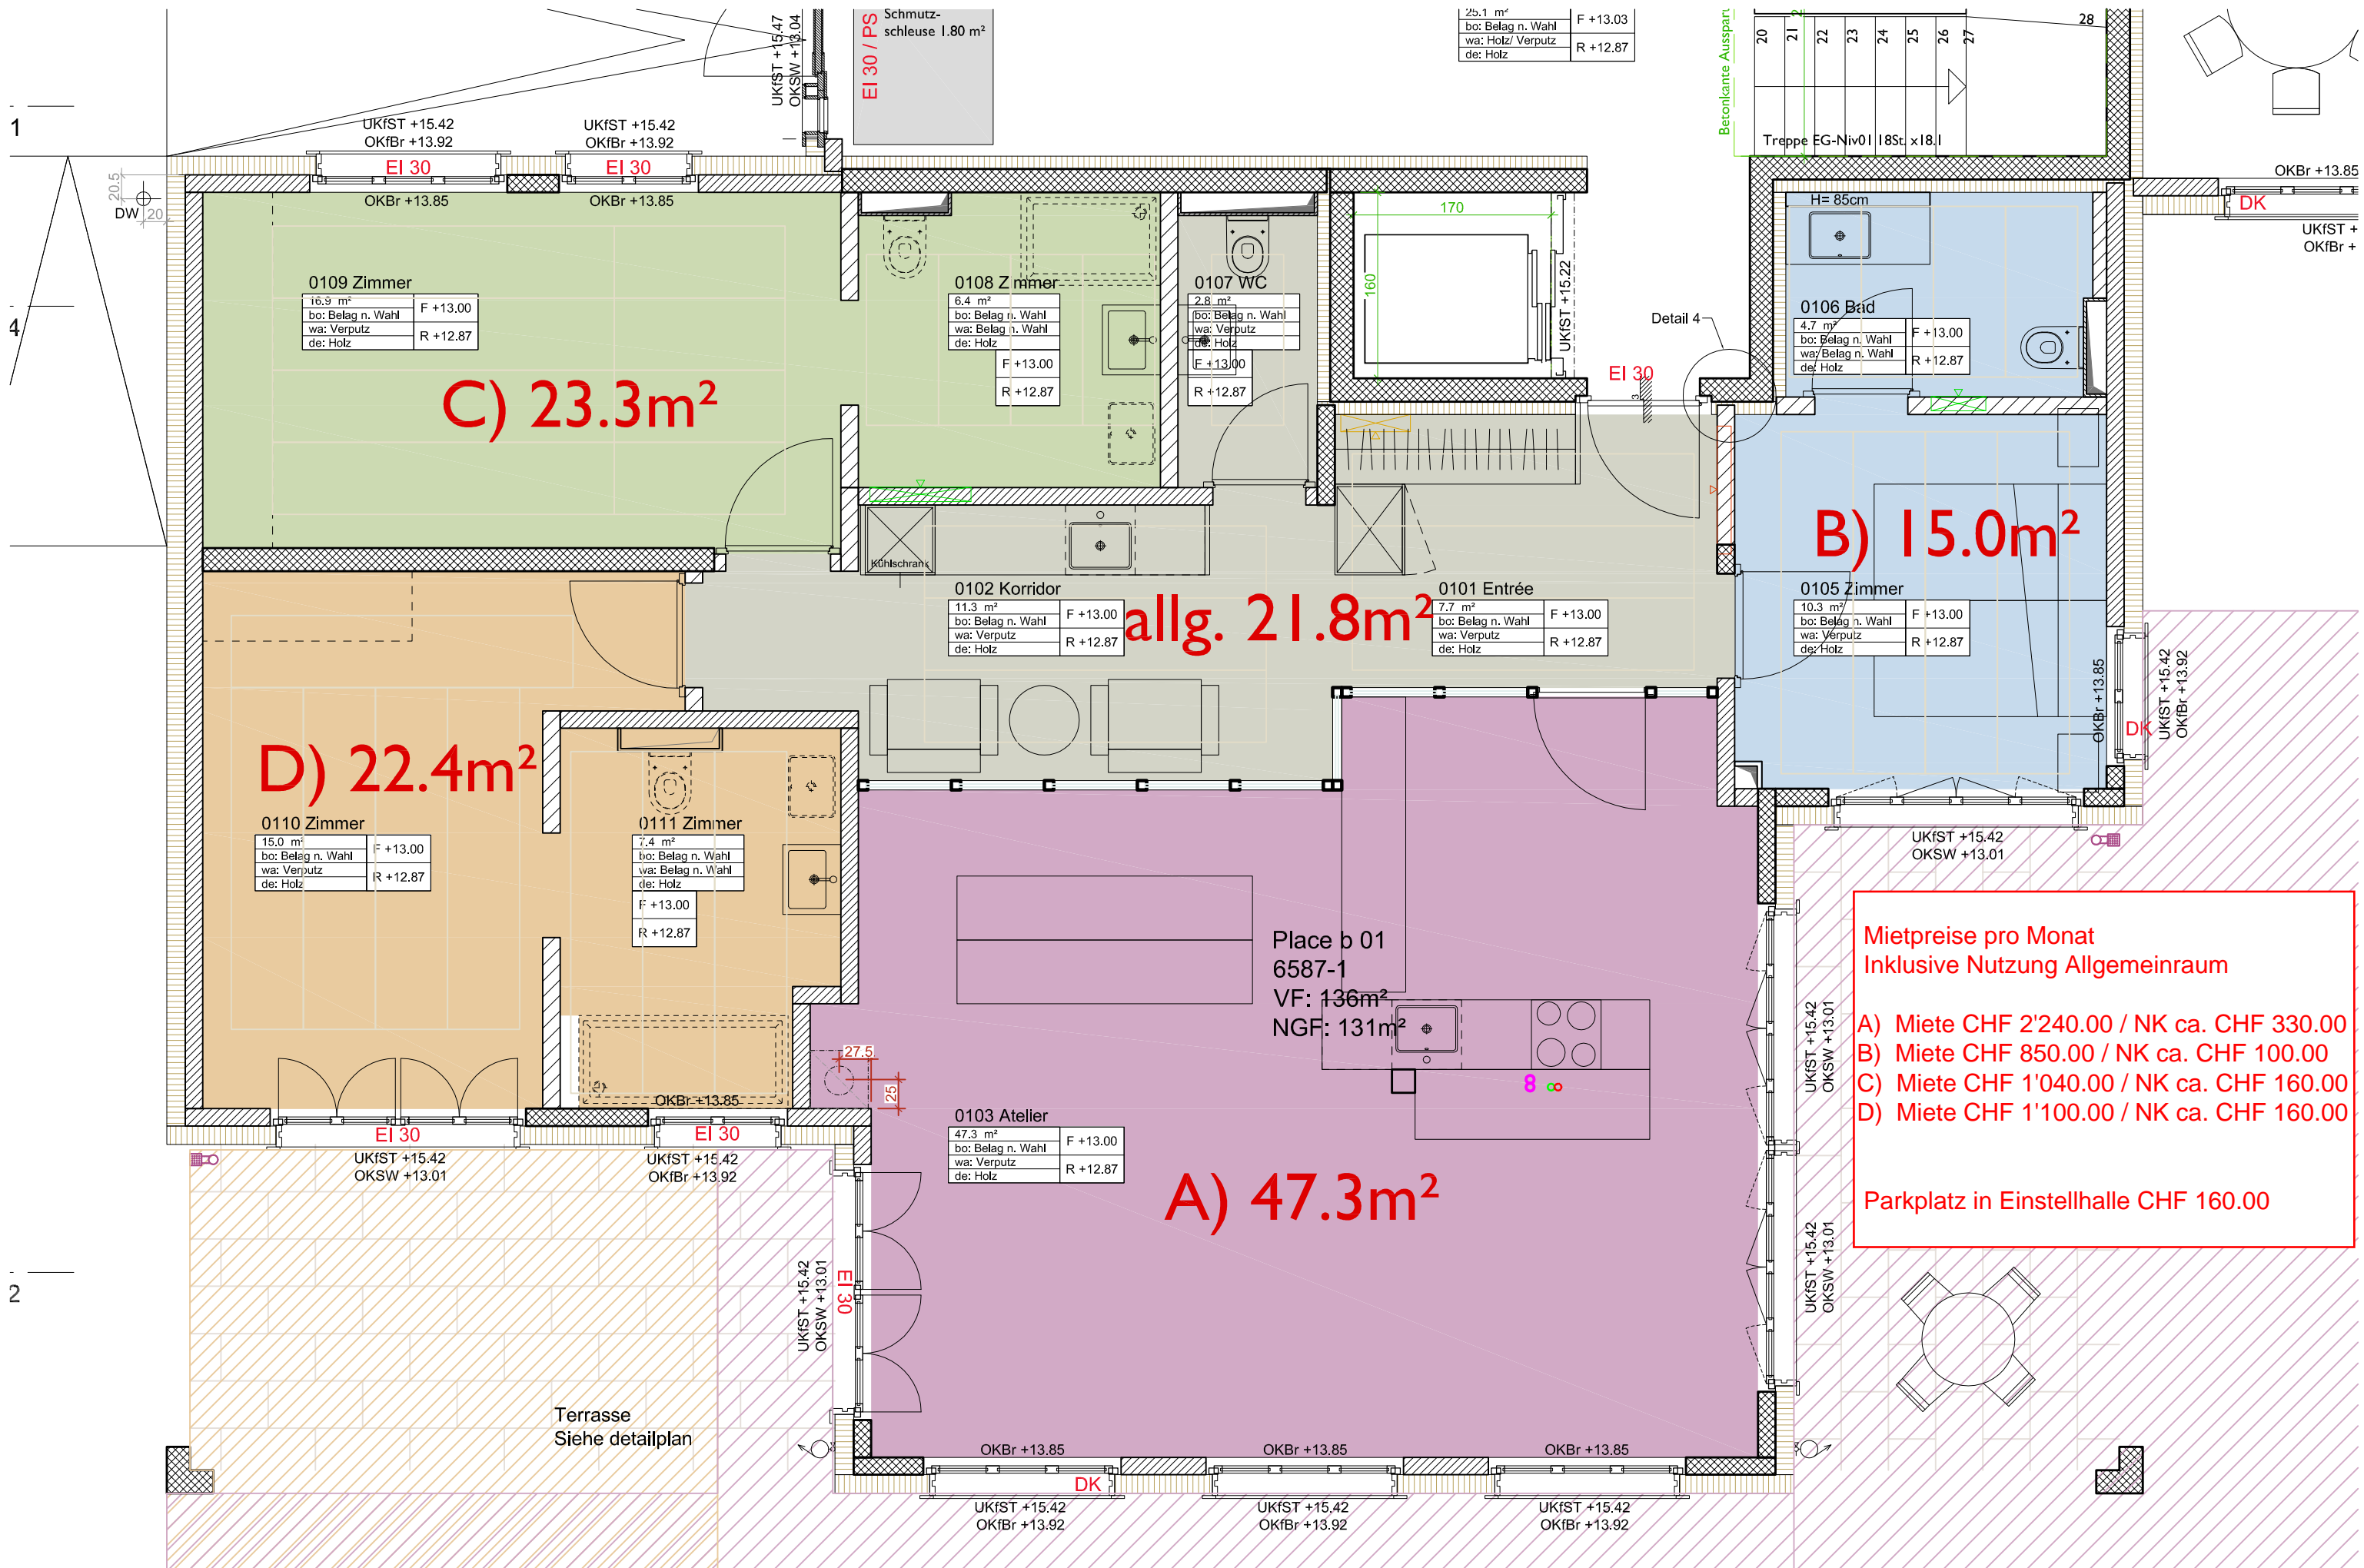 UKfST +15.47
OKSW +13.04
EI 30 / PS
Schmutz-
schleuse 1.80 m²
25.1 m²
bo: Belag n. Wahl
wa: Holz/ Verputz
de: Holz
F +13.03
R +12.87
20
21
22
23
24
25
26
27
28
Treppe EG-Niv01 18St. x18.1
1
4
2
20.5
DW
20
UKfST +15.42
OKfBr +13.92
EI 30
OKBr +13.85
UKfST +15.42
OKfBr +13.92
EI 30
OKBr +13.85
OKBr +13.85
DK
UKfST +
OKfBr +
0109 Zimmer
16.9 m²
bo: Belag n. Wahl
wa: Verputz
de: Holz
F +13.00
R +12.87
C) 23.3m²
0108 Zimmer
6.4 m²
bo: Belag n. Wahl
wa: Belag n. Wahl
de: Holz
F +13.00
R +12.87
0107 WC
2.8 m²
bo: Belag n. Wahl
wa: Verputz
de: Holz
F +13.00
R +12.87
170
160
UKfST +15.22
EI 30
3
Detail 4
H= 85cm
0106 Bad
4.7 m²
bo: Belag n. Wahl
wa: Belag n. Wahl
de: Holz
F +13.00
R +12.87
B) 15.0m²
0105 Zimmer
10.3 m²
bo: Belag n. Wahl
wa: Verputz
de: Holz
F +13.00
R +12.87
OKBr +13.85
DK
UKfST +15.42
OKfBr +13.92
UKfST +15.42
OKSW +13.01
Kühlschrank
0102 Korridor
11.3 m²
bo: Belag n. Wahl
wa: Verputz
de: Holz
F +13.00
R +12.87
allg. 21.8m²
0101 Entrée
7.7 m²
bo: Belag n. Wahl
wa: Verputz
de: Holz
F +13.00
R +12.87
D) 22.4m²
0110 Zimmer
15.0 m²
bo: Belag n. Wahl
wa: Verputz
de: Holz
F +13.00
R +12.87
0111 Zimmer
7.4 m²
bo: Belag n. Wahl
wa: Belag n. Wahl
de: Holz
F +13.00
R +12.87
OKBr +13.85
EI 30
EI 30
UKfST +15.42
OKSW +13.01
UKfST +15.42
OKfBr +13.92
27.5
25
Place b 01
6587-1
VF: 136m²
NGF: 131m²
0103 Atelier
47.3 m²
bo: Belag n. Wahl
wa: Verputz
de: Holz
F +13.00
R +12.87
A) 47.3m²
UKfST +15.42
OKSW +13.01
EI 30
UKfST +15.42
OKSW +13.01
UKfST +15.42
OKSW +13.01
Mietpreise pro Monat
Inklusive Nutzung Allgemeinraum
A) Miete CHF 2'240.00 / NK ca. CHF 330.00
B) Miete CHF 850.00 / NK ca. CHF 100.00
C) Miete CHF 1'040.00 / NK ca. CHF 160.00
D) Miete CHF 1'100.00 / NK ca. CHF 160.00
Parkplatz in Einstellhalle CHF 160.00
Terrasse
Siehe detailplan
OKBr +13.85
OKBr +13.85
OKBr +13.85
DK
UKfST +15.42
OKfBr +13.92
UKfST +15.42
OKfBr +13.92
UKfST +15.42
OKfBr +13.92